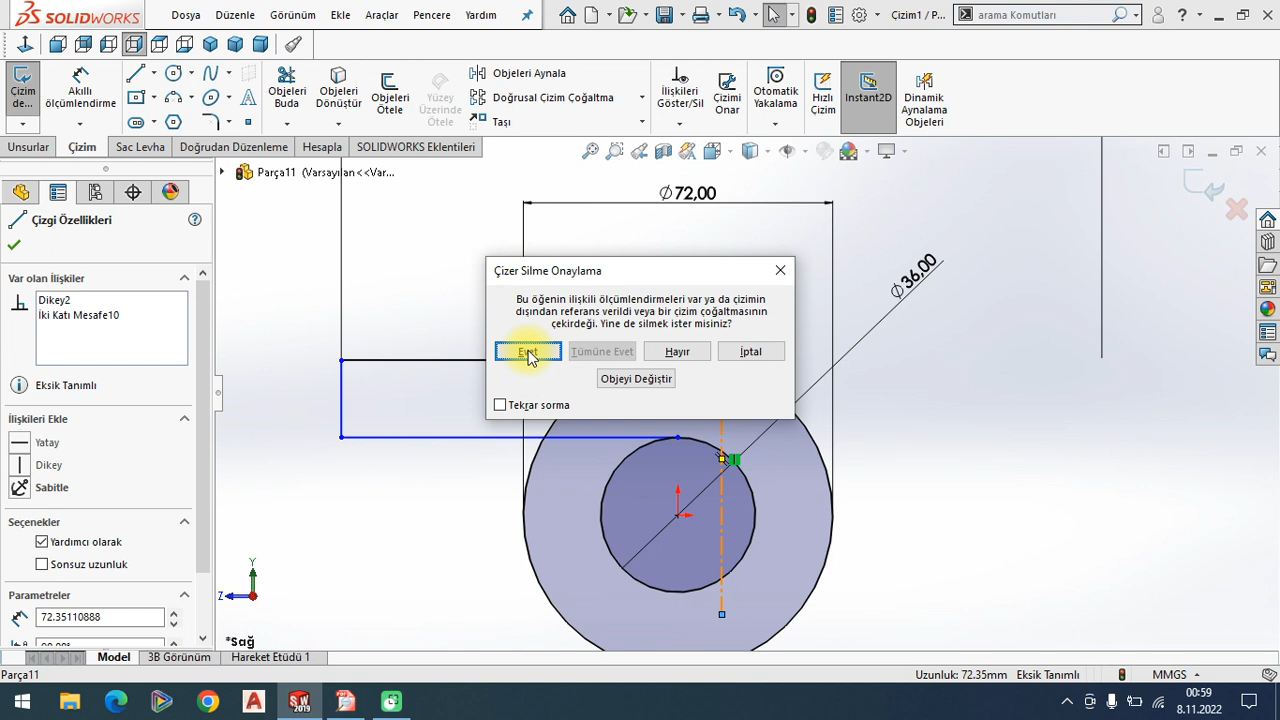 SOLIDWORKS
Dosya
Düzenle
Görünüm
Ekle
Araçlar
Pencere
Yardım
Çizim1 / P...
arama Komutları
?
Çizim
de...
Akıllı
ölçümlendirme
Objeleri
Buda
Objeleri
Dönüştür
Objeleri
Ötele
Yüzey
Üzerinde
Ötele
Objeleri Aynala
Doğrusal Çizim Çoğaltma
Taşı
İlişkileri
Göster/Sil
Çizimi
Onar
Otomatik
Yakalama
Hızlı
Çizim
Instant2D
Dinamik
Aynalama
Objeleri
Unsurlar
Çizim
Sac Levha
Doğrudan Düzenleme
Hesapla
SOLIDWORKS Eklentileri
Parça11 (Varsayılan<<Var...
Çizgi Özellikleri
Var olan İlişkiler
Dikey2
İki Katı Mesafe10
Eksik Tanımlı
İlişkileri Ekle
Yatay
Dikey
Sabitle
Seçenekler
Yardımcı olarak
Sonsuz uzunluk
Parametreler
72.35110888
Ø72,00
Ø36,00
Çizer Silme Onaylama
Bu öğenin ilişkili ölçümlendirmeleri var ya da çizimin
dışından referans verildi veya bir çizim çoğaltmasının
çekirdeği. Yine de silmek ister misiniz?
Evet
Tümüne Evet
Hayır
İptal
Objeyi Değiştir
Tekrar sorma
Y
Z
*Sağ
Model
3B Görünüm
Hareket Etüdü 1
Parça11
Uzunluk: 72.35mm
Eksik Tanımlı
MMGS
SW
2019
00:59
8.11.2022